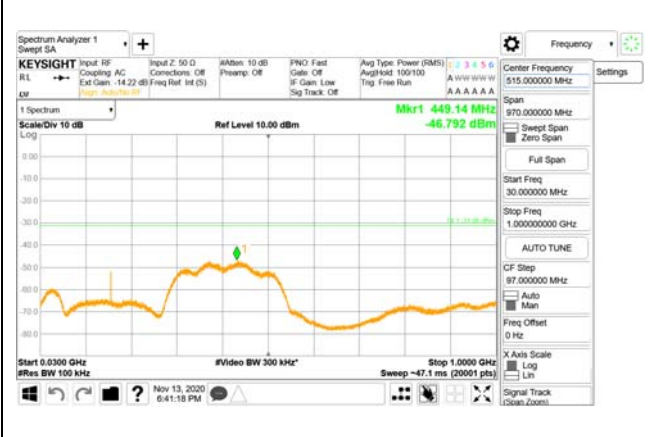 Spectrum Analyzer 1
Swept SA
Frequency
KEYSIGHT
RL
Input: RF
Coupling: AC
Ext Gain: -14.22 dB
Align: Auto/No RF
Input Z: 50 Ω
Corrections: Off
Freq Ref: Int (S)
#Atten: 10 dB
Preamp: Off
PNO: Fast
Gate: Off
IF Gain: Low
Sig Track: Off
Avg Type: Power (RMS)
Avg|Hold: 100/100
Trig: Free Run
1 2 3 4 5 6
A W W W W W
A A A A A A
1 Spectrum
Scale/Div 10 dB
Ref Level 10.00 dBm
Mkr1 449.14 MHz
-46.792 dBm
Log
0.00
-10.0
-20.0
-30.0
-40.0
-50.0
-60.0
-70.0
-80.0
1
Start 0.0300 GHz
#Res BW 100 kHz
#Video BW 300 kHz*
Stop 1.0000 GHz
Sweep ~47.1 ms (20001 pts)
Nov 13, 2020
6:41:18 PM
Center Frequency
515.000000 MHz
Settings
Span
970.000000 MHz
Swept Span
Zero Span
Full Span
Start Freq
30.000000 MHz
Stop Freq
1.000000000 GHz
AUTO TUNE
CF Step
97.000000 MHz
Auto
Man
Freq Offset
0 Hz
X Axis Scale
Log
Lin
Signal Track
(Span Zoom)